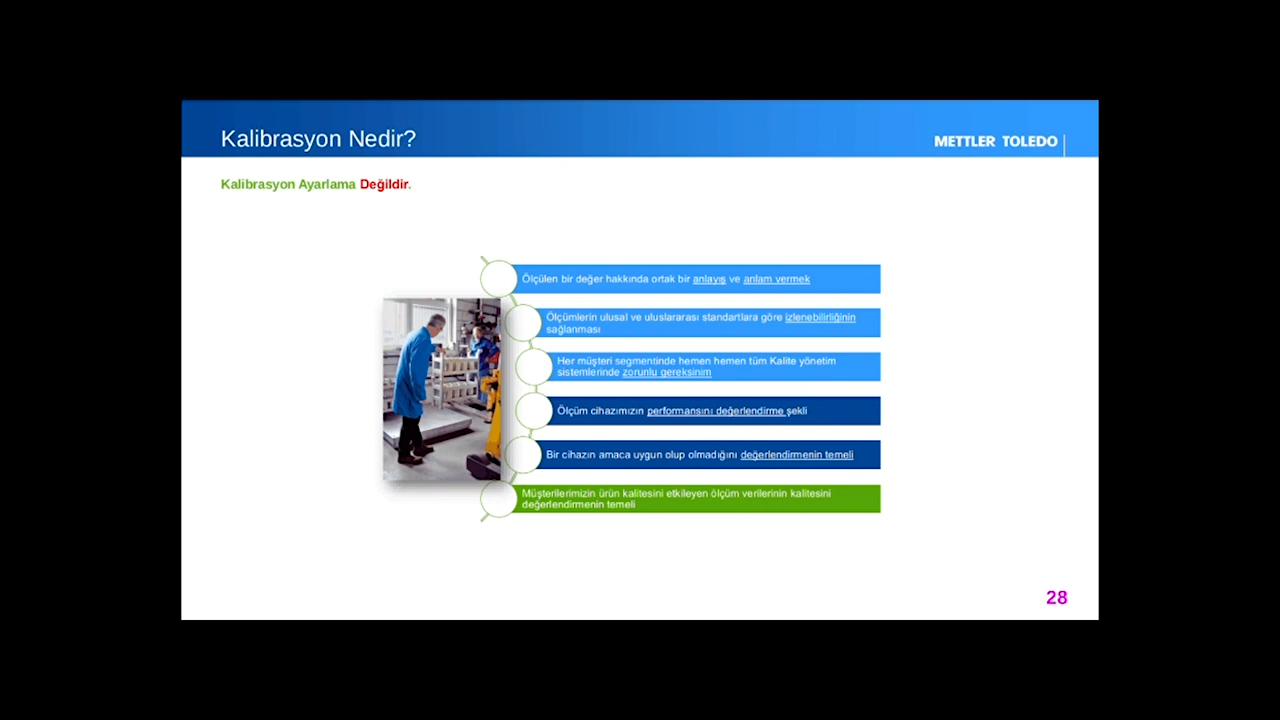 Kalibrasyon Nedir?
METTLER TOLEDO
Kalibrasyon Ayarlama Değildir.
Ölçülen bir değer hakkında ortak bir anlayış ve anlam vermek
Ölçümlerin ulusal ve uluslararası standartlara göre izlenebilirliğinin
sağlanması
Her müşteri segmentinde hemen hemen tüm Kalite yönetim
sistemlerinde zorunlu gereksinim
Ölçüm cihazımızın performansını değerlendirme şekli
Bir cihazın amaca uygun olup olmadığını değerlendirmenin temeli
Müşterilerimizin ürün kalitesini etkileyen ölçüm verilerinin kalitesini
değerlendirmenin temeli
28